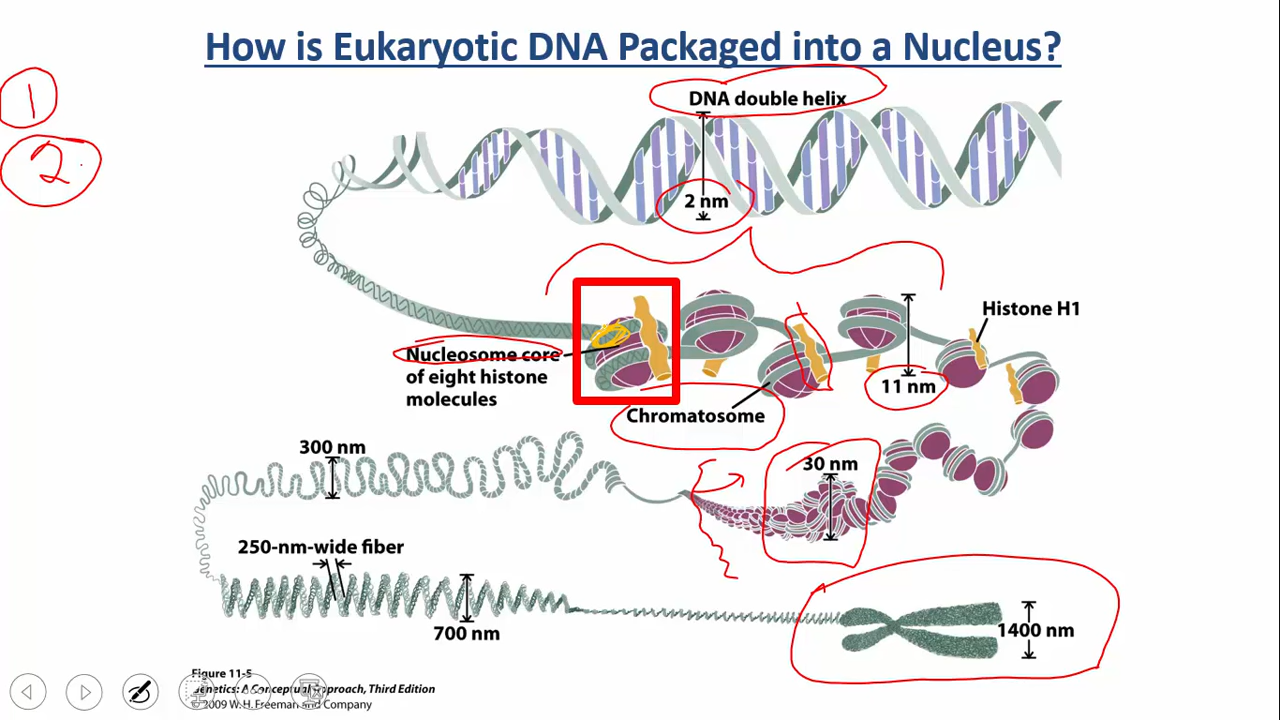 How is Eukaryotic DNA Packaged into a Nucleus?
1
2
DNA double helix
2 nm
Histone H1
Nucleosome core
of eight histone
molecules
11 nm
Chromatosome
300 nm
30 nm
250-nm-wide fiber
700 nm
1400 nm
Figure 11-5
Genetics: A Conceptual Approach, Third Edition
© 2009 W. H. Freeman and Company